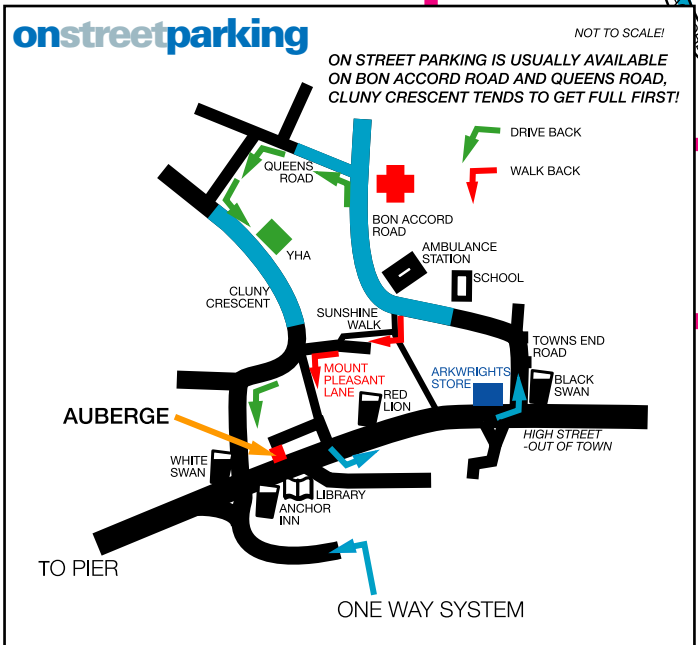 onstreetparking
NOT TO SCALE!
ON STREET PARKING IS USUALLY AVAILABLE
ON BON ACCORD ROAD AND QUEENS ROAD,
CLUNY CRESCENT TENDS TO GET FULL FIRST!
DRIVE BACK
WALK BACK
QUEENS
ROAD
BON ACCORD
ROAD
YHA
AMBULANCE
STATION
SCHOOL
CLUNY
CRESCENT
SUNSHINE
WALK
TOWNS END
ROAD
MOUNT
PLEASANT
LANE
ARKWRIGHTS
STORE
BLACK
SWAN
RED
LION
AUBERGE
HIGH STREET
-OUT OF TOWN
WHITE
SWAN
LIBRARY
ANCHOR
INN
TO PIER
ONE WAY SYSTEM